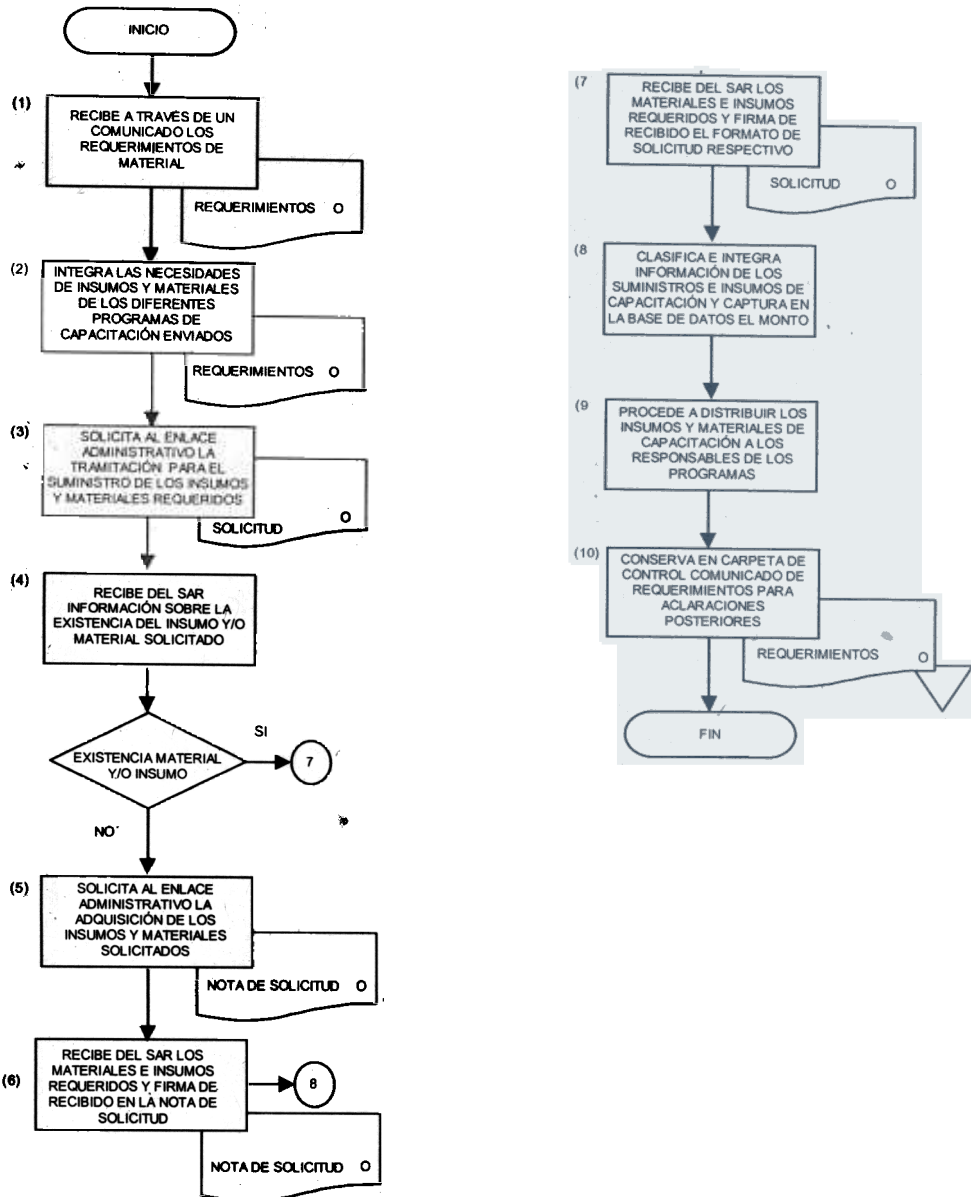 INICIO
(1)
RECIBE A TRAVÉS DE UN
COMUNICADO LOS
REQUERIMIENTOS DE
MATERIAL
REQUERIMIENTOS O
(2)
INTEGRA LAS NECESIDADES
DE INSUMOS Y MATERIALES
DE LOS DIFERENTES
PROGRAMAS DE
CAPACITACIÓN ENVIADOS
REQUERIMIENTOS O
(3)
SOLICITA AL ENLACE
ADMINISTRATIVO LA
TRAMITACIÓN PARA EL
SUMINISTRO DE LOS INSUMOS
Y MATERIALES REQUERIDOS
SOLICITUD O
(4)
RECIBE DEL SAR
INFORMACIÓN SOBRE LA
EXISTENCIA DEL INSUMO Y/O
MATERIAL SOLICITADO
EXISTENCIA MATERIAL
Y/O INSUMO
SI
7
NO
(5)
SOLICITA AL ENLACE
ADMINISTRATIVO LA
ADQUISICIÓN DE LOS
INSUMOS Y MATERIALES
SOLICITADOS
NOTA DE SOLICITUD O
(6)
RECIBE DEL SAR LOS
MATERIALES E INSUMOS
REQUERIDOS Y FIRMA DE
RECIBIDO EN LA NOTA DE
SOLICITUD
8
NOTA DE SOLICITUD O
(7
RECIBE DEL SAR LOS
MATERIALES E INSUMOS
REQUERIDOS Y FIRMA DE
RECIBIDO EL FORMATO DE
SOLICITUD RESPECTIVO
SOLICITUD O
(8
CLASIFICA E INTEGRA
INFORMACIÓN DE LOS
SUMINISTROS E INSUMOS DE
CAPACITACIÓN Y CAPTURA EN
LA BASE DE DATOS EL MONTO
(9
PROCEDE A DISTRIBUIR LOS
INSUMOS Y MATERIALES DE
CAPACITACIÓN A LOS
RESPONSABLES DE LOS
PROGRAMAS
(10)
CONSERVA EN CARPETA DE
CONTROL COMUNICADO DE
REQUERIMIENTOS PARA
ACLARACIONES
POSTERIORES
REQUERIMIENTOS O
FIN